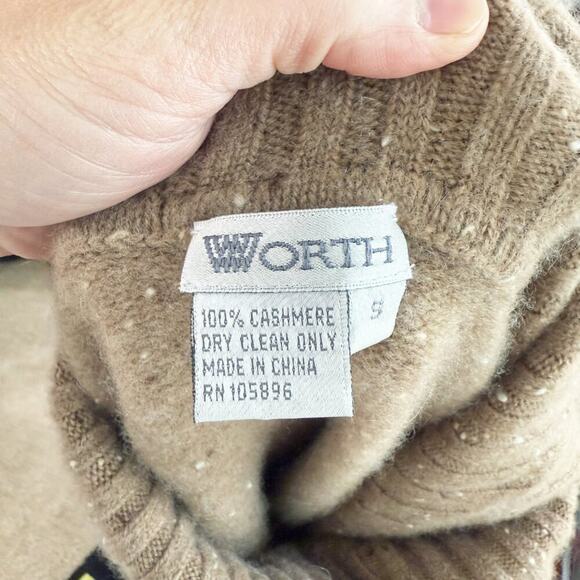 WORTH
S
100% CASHMERE
DRY CLEAN ONLY
MADE IN CHINA
RN 105896